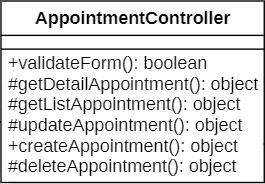 AppointmentController
+validateForm(): boolean
#getDetailAppointment(): object
#getListAppointment(): object
#updateAppointment(): object
+createAppointment(): object
#deleteAppointment(): object